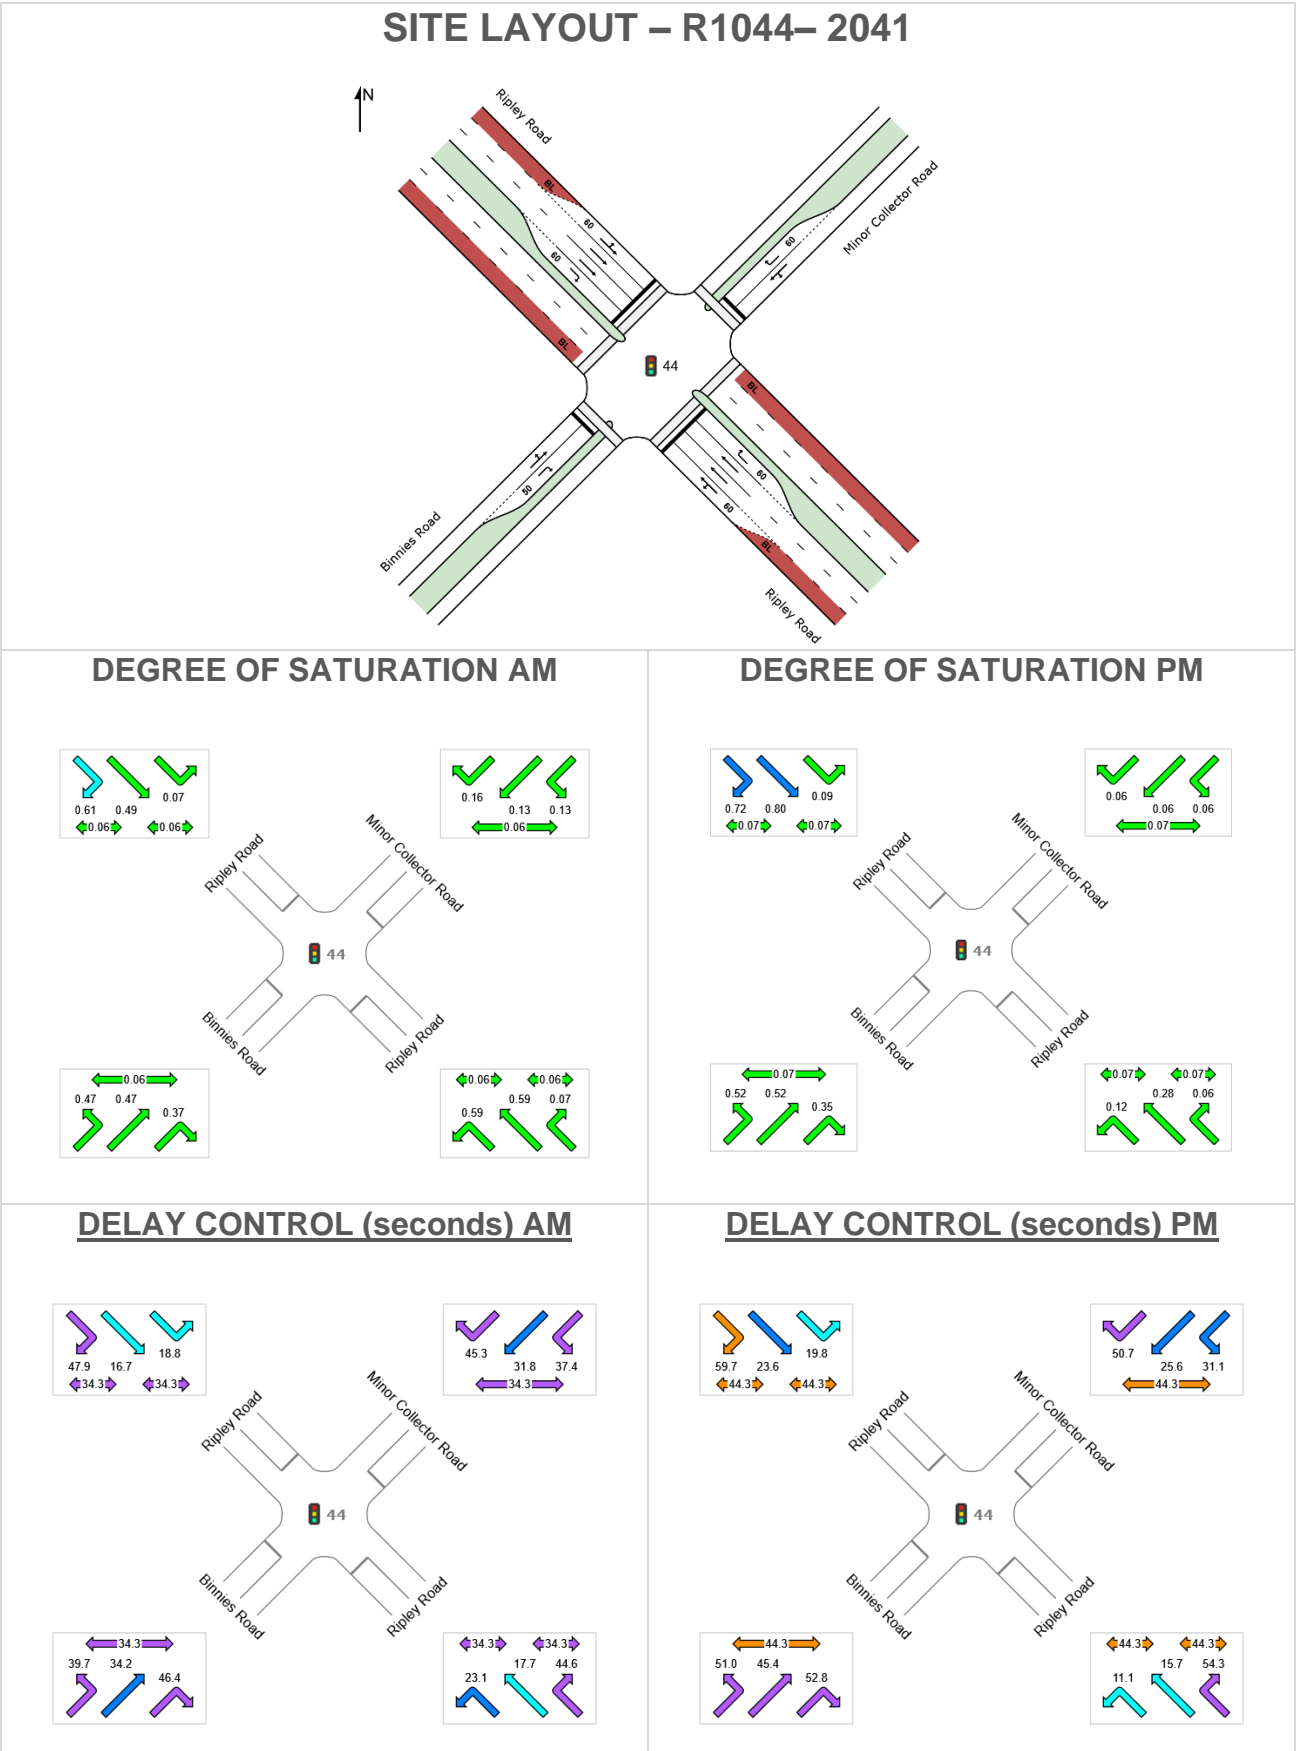 SITE LAYOUT – R1044– 2041
N
Ripley Road
Minor Collector Road
BL
60
60
60
BL
44
BL
60
60
50
BL
Binnies Road
Ripley Road
DEGREE OF SATURATION AM
0.61 0.49 0.07
0.06 0.06
0.16 0.13 0.13
0.06
Ripley Road
Minor Collector Road
44
Binnies Road
Ripley Road
0.06
0.47 0.47 0.37
0.06 0.06
0.59 0.59 0.07
DEGREE OF SATURATION PM
0.72 0.80 0.09
0.07 0.07
0.06 0.06 0.06
0.07
Ripley Road
Minor Collector Road
44
Binnies Road
Ripley Road
0.07
0.52 0.52 0.35
0.07 0.07
0.12 0.28 0.06
DELAY CONTROL (seconds) AM
47.9 16.7 18.8
34.3 34.3
45.3 31.8 37.4
34.3
Ripley Road
Minor Collector Road
44
Binnies Road
Ripley Road
34.3
39.7 34.2 46.4
34.3 34.3
23.1 17.7 44.6
DELAY CONTROL (seconds) PM
59.7 23.6 19.8
44.3 44.3
50.7 25.6 31.1
44.3
Ripley Road
Minor Collector Road
44
Binnies Road
Ripley Road
44.3
51.0 45.4 52.8
44.3 44.3
11.1 15.7 54.3